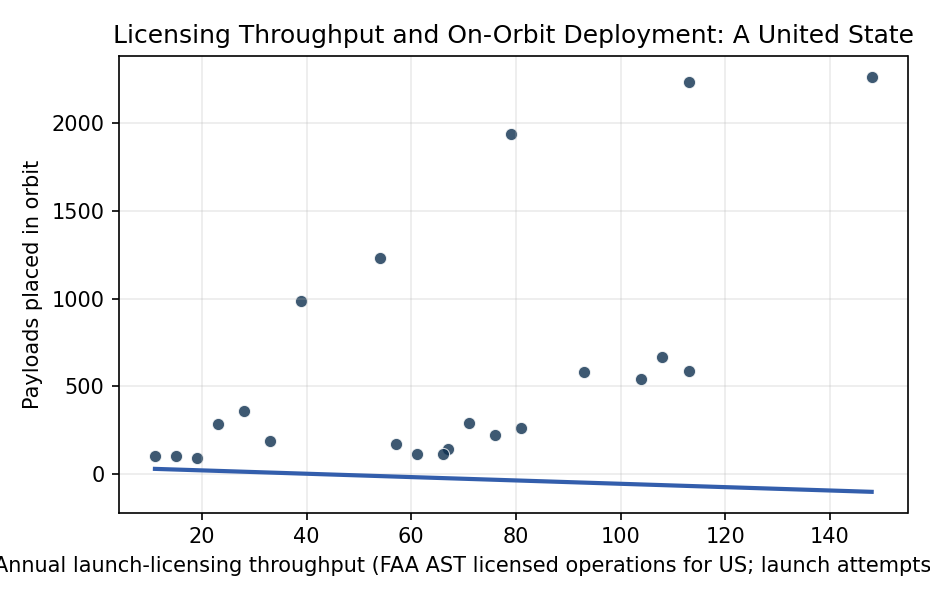 Licensing Throughput and On-Orbit Deployment: A United State
Payloads placed in orbit
2000
1500
1000
500
0
20 40 60 80 100 120 140
Annual launch-licensing throughput (FAA AST licensed operations for US; launch attempts